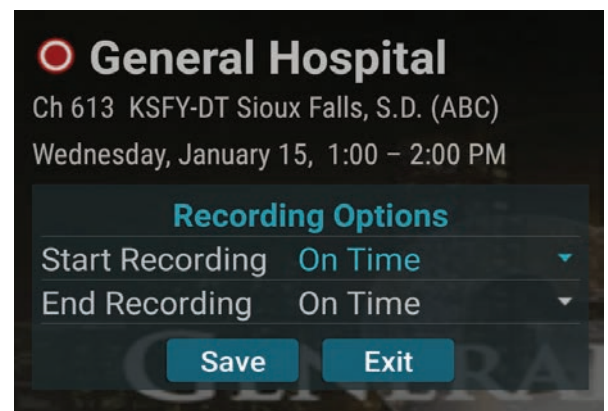 General Hospital
Ch 613 KSFY-DT Sioux Falls, S.D. (ABC)
Wednesday, January 15, 1:00 – 2:00 PM
Recording Options
Start Recording On Time
End Recording On Time
Save Exit
GENERAL